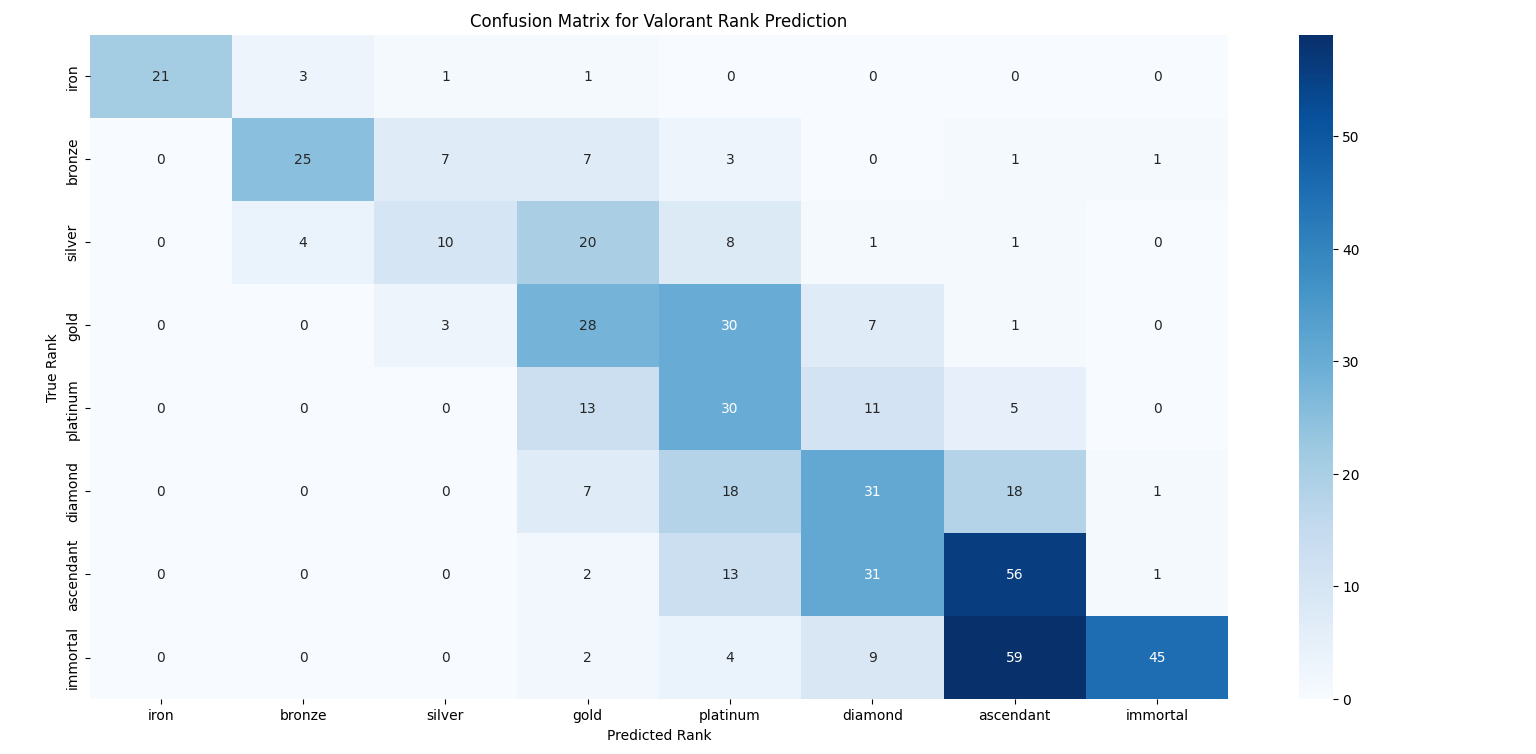 Confusion Matrix for Valorant Rank Prediction
iron 21 3 1 1 0 0 0 0
bronze 0 25 7 7 3 0 1 1
silver 0 4 10 20 8 1 1 0
gold 0 0 3 28 30 7 1 0
platinum 0 0 0 13 30 11 5 0
diamond 0 0 0 7 18 31 18 1
ascendant 0 0 0 2 13 31 56 1
immortal 0 0 0 2 4 9 59 45
iron bronze silver gold platinum diamond ascendant immortal
Predicted Rank
True Rank
50
40
30
20
10
0